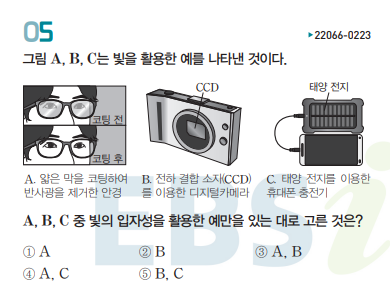 05
▶22066-0223
그림 A, B, C는 빛을 활용한 예를 나타낸 것이다.
CCD
태양 전지
코팅 전
코팅 후
A. 얇은 막을 코팅하여
반사광을 제거한 안경
B. 전하 결합 소자(CCD)
를 이용한 디지털카메라
C. 태양 전지를 이용한
휴대폰 충전기
A, B, C 중 빛의 입자성을 활용한 예만을 있는 대로 고른 것은?
① A
② B
③ A, B
④ A, C
⑤ B, C
EBSi